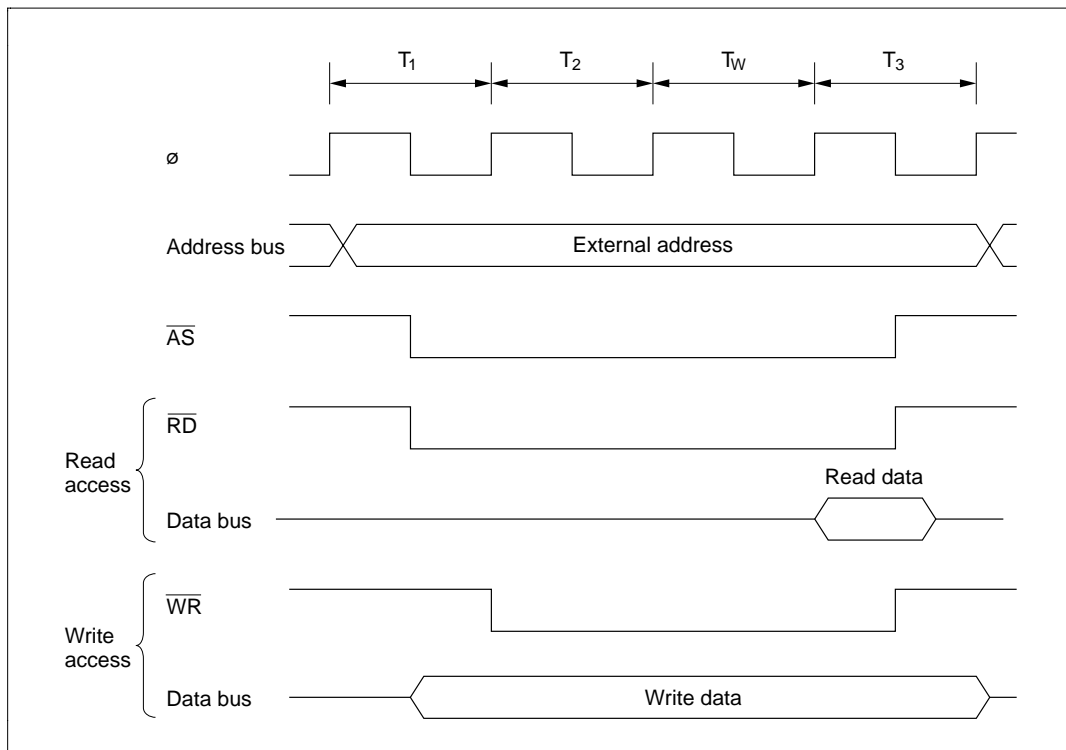 T1 T2 TW T3
ø
Address bus External address
AS
RD
Read access
Read data
Data bus
WR
Write access
Data bus Write data